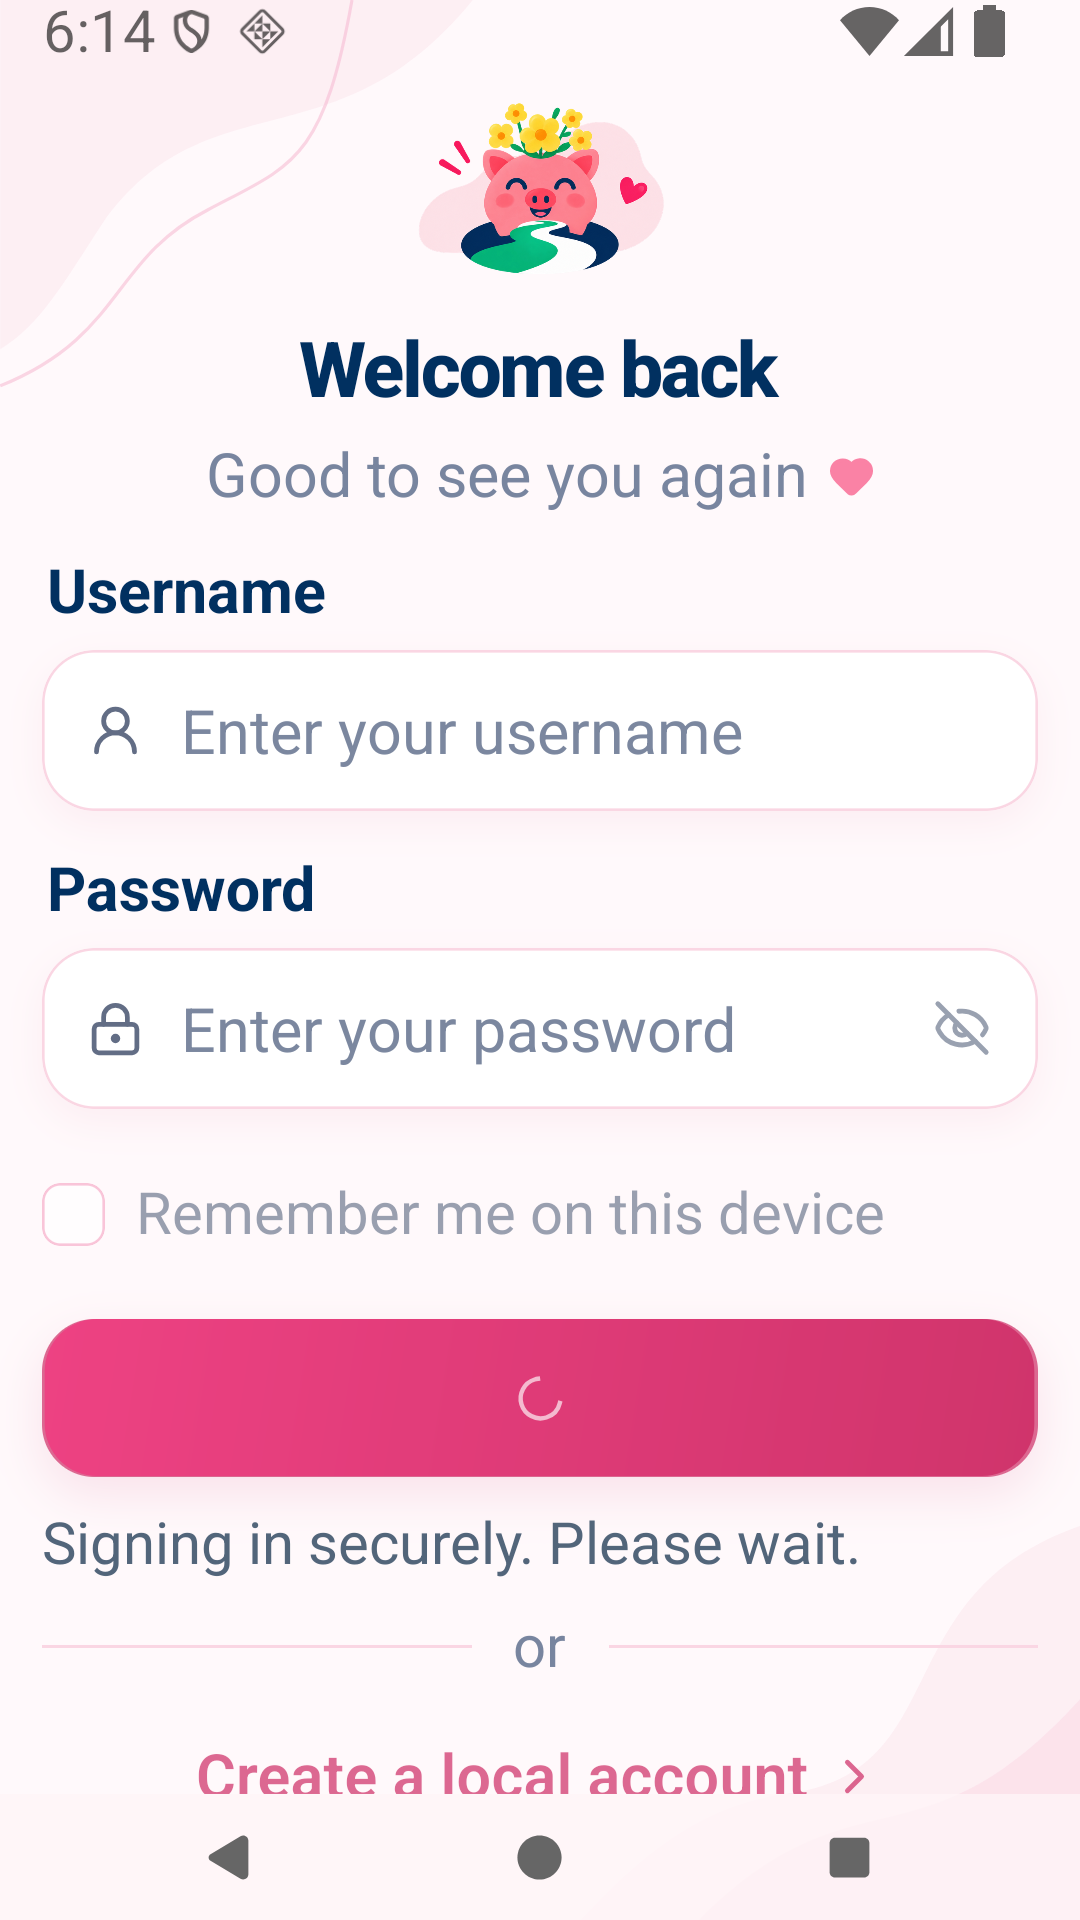 6:14
Welcome back
Good to see you again
Username
Enter your username
Password
Enter your password
Remember me on this device
Signing in securely. Please wait.
or
Create a local account